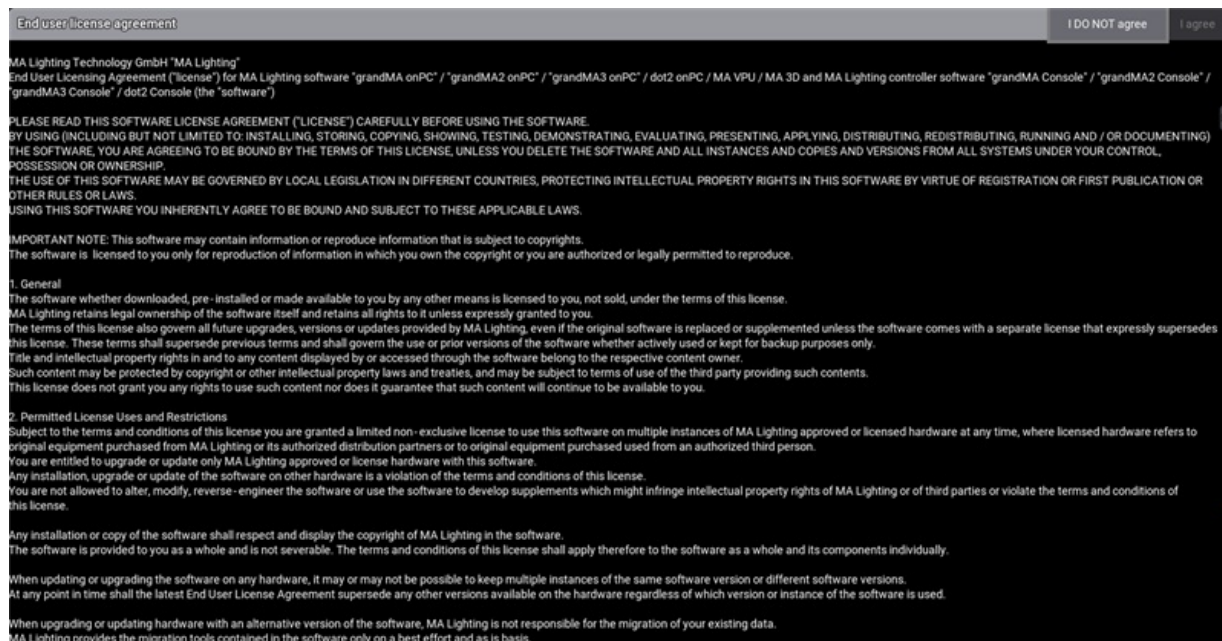 End user license agreement
I DO NOT agree
I agree
MA Lighting Technology GmbH "MA Lighting"
End User Licensing Agreement ("license") for MA Lighting software "grandMA onPC" / "grandMA2 onPC" / "grandMA3 onPC" / dot2 onPC / MA VPU / MA 3D and MA Lighting controller software "grandMA Console" / "grandMA2 Console" /
"grandMA3 Console" / dot2 Console (the "software")
PLEASE READ THIS SOFTWARE LICENSE AGREEMENT ("LICENSE") CAREFULLY BEFORE USING THE SOFTWARE.
BY USING (INCLUDING BUT NOT LIMITED TO: INSTALLING, STORING, COPYING, SHOWING, TESTING, DEMONSTRATING, EVALUATING, PRESENTING, APPLYING, DISTRIBUTING, REDISTRIBUTING, RUNNING AND / OR DOCUMENTING)
THE SOFTWARE, YOU ARE AGREEING TO BE BOUND BY THE TERMS OF THIS LICENSE, UNLESS YOU DELETE THE SOFTWARE AND ALL INSTANCES AND COPIES AND VERSIONS FROM ALL SYSTEMS UNDER YOUR CONTROL,
POSSESSION OR OWNERSHIP.
THE USE OF THIS SOFTWARE MAY BE GOVERNED BY LOCAL LEGISLATION IN DIFFERENT COUNTRIES, PROTECTING INTELLECTUAL PROPERTY RIGHTS IN THIS SOFTWARE BY VIRTUE OF REGISTRATION OR FIRST PUBLICATION OR
OTHER RULES OR LAWS.
USING THIS SOFTWARE YOU INHERENTLY AGREE TO BE BOUND AND SUBJECT TO THESE APPLICABLE LAWS.
IMPORTANT NOTE: This software may contain information or reproduce information that is subject to copyrights.
The software is licensed to you only for reproduction of information in which you own the copyright or you are authorized or legally permitted to reproduce.
1. General
The software whether downloaded, pre-installed or made available to you by any other means is licensed to you, not sold, under the terms of this license.
MA Lighting retains legal ownership of the software itself and retains all rights to it unless expressly granted to you.
The terms of this license also govern all future upgrades, versions or updates provided by MA Lighting, even if the original software is replaced or supplemented unless the software comes with a separate license that expressly supersedes
this license. These terms shall supersede previous terms and shall govern the use or prior versions of the software whether actively used or kept for backup purposes only.
Title and intellectual property rights in and to any content displayed by or accessed through the software belong to the respective content owner.
Such content may be protected by copyright or other intellectual property laws and treaties, and may be subject to terms of use of the third party providing such contents.
This license does not grant you any rights to use such content nor does it guarantee that such content will continue to be available to you.
2. Permitted License Uses and Restrictions
Subject to the terms and conditions of this license you are granted a limited non-exclusive license to use this software on multiple instances of MA Lighting approved or licensed hardware at any time, where licensed hardware refers to
original equipment purchased from MA Lighting or its authorized distribution partners or to original equipment purchased used from an authorized third person.
You are entitled to upgrade or update only MA Lighting approved or license hardware with this software.
Any installation, upgrade or update of the software on other hardware is a violation of the terms and conditions of this license.
You are not allowed to alter, modify, reverse-engineer the software or use the software to develop supplements which might infringe intellectual property rights of MA Lighting or of third parties or violate the terms and conditions of
this license.
Any installation or copy of the software shall respect and display the copyright of MA Lighting in the software.
The software is provided to you as a whole and is not severable. The terms and conditions of this license shall apply therefore to the software as a whole and its components individually.
When updating or upgrading the software on any hardware, it may or may not be possible to keep multiple instances of the same software version or different software versions.
At any point in time shall the latest End User License Agreement supersede any other versions available on the hardware regardless of which version or instance of the software is used.
When upgrading or updating hardware with an alternative version of the software, MA Lighting is not responsible for the migration of your existing data.
MA Lighting provides the migration tools contained in the software only on a best effort and as is basis.